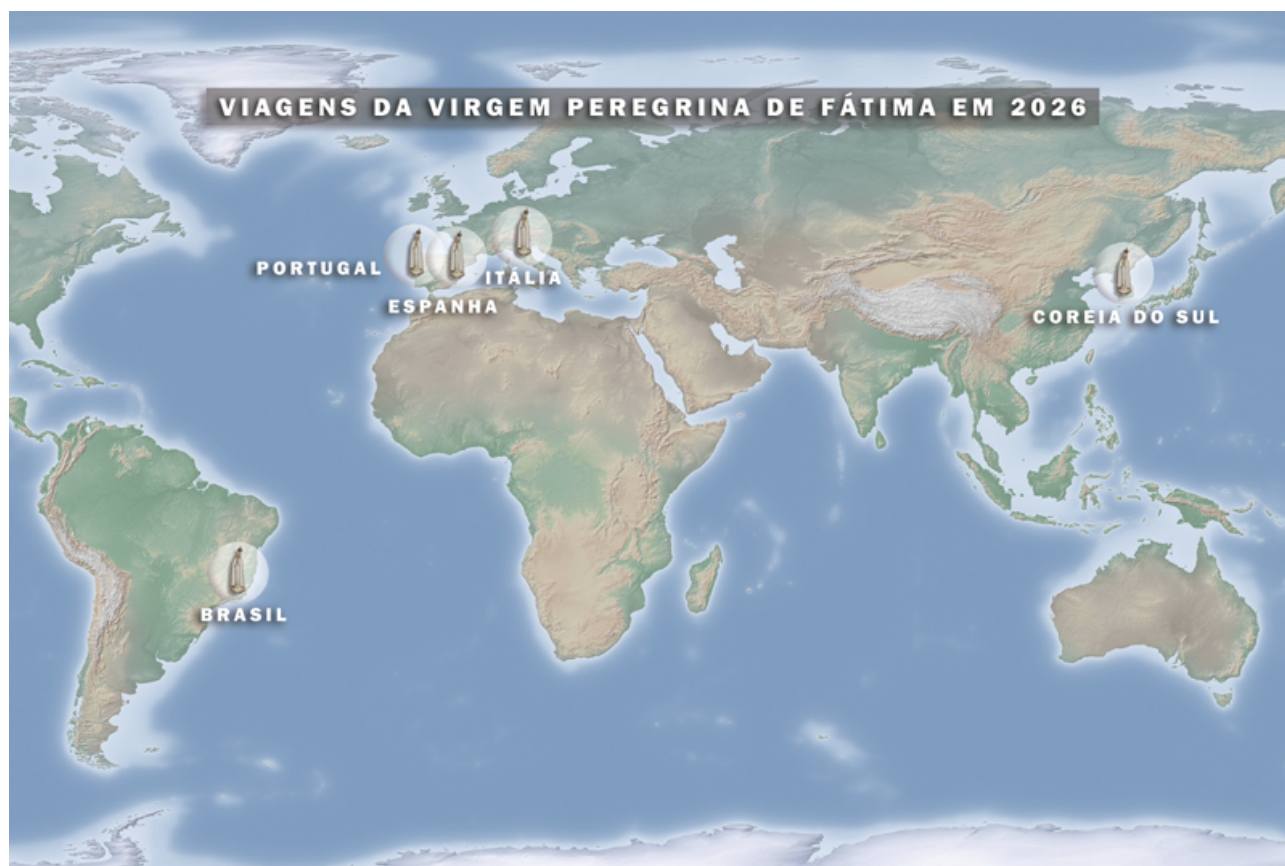 VIAGENS DA VIRGEM PEREGRINA DE FÁTIMA EM 2026
PORTUGAL
ITÁLIA
ESPANHA
COREIA DO SUL
BRASIL